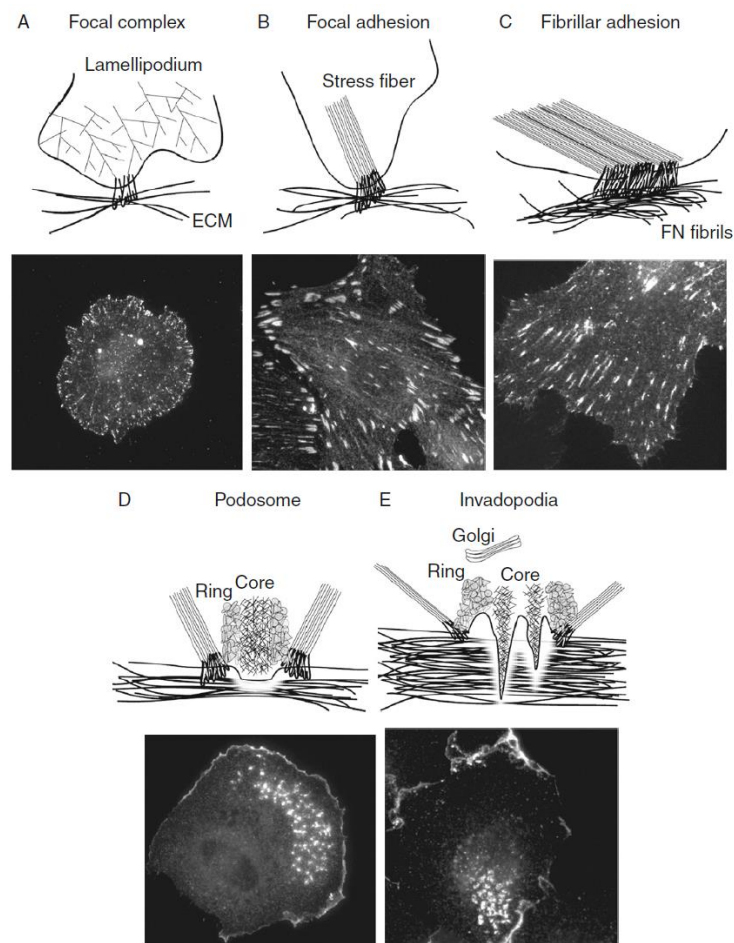 A Focal complex
B Focal adhesion
C Fibrillar adhesion
Lamellipodium
Stress fiber
ECM
FN fibrils
D Podosome
E Invadopodia
Golgi
Ring
Core
Ring
Core